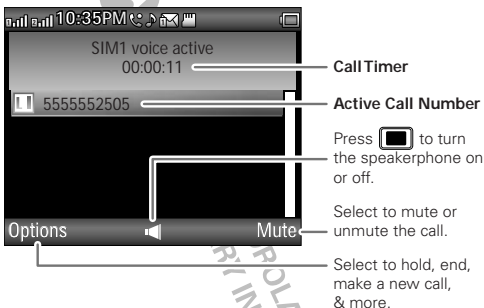 10:35PM
SIM1 voice active
00:00:11
Call Timer
5555552505
Active Call Number
Press to turn
the speakerphone on
or off.
Select to mute or
unmute the call.
Options
Mute
Select to hold, end,
make a new call,
& more.